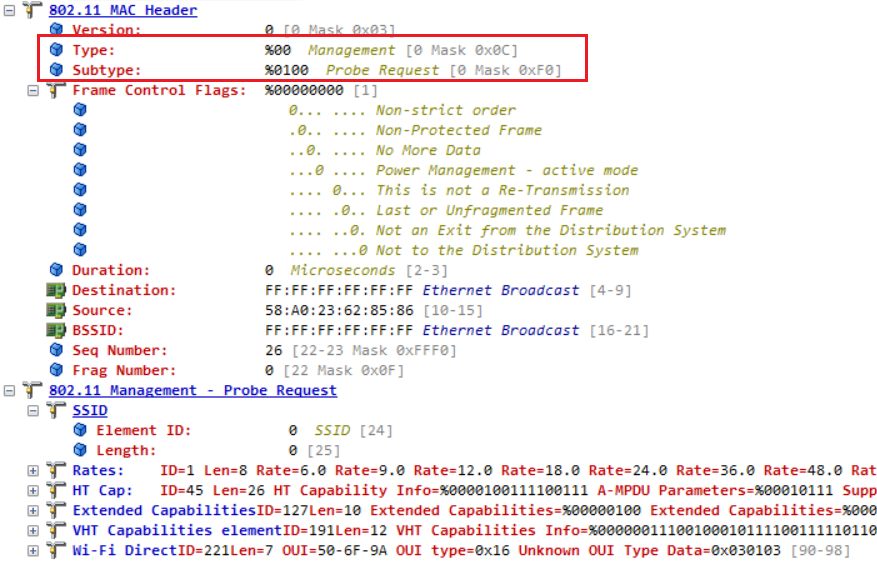 802.11 MAC Header
Version: 0 [0 Mask 0x03]
Type: %00 Management [0 Mask 0x0C]
Subtype: %0100 Probe Request [0 Mask 0xF0]
Frame Control Flags: %00000000 [1]
0... .... Non-strict order
.0.. .... Non-Protected Frame
..0. .... No More Data
...0 .... Power Management - active mode
.... 0... This is not a Re-Transmission
.... .0.. Last or Unfragmented Frame
.... ..0. Not an Exit from the Distribution System
.... ...0 Not to the Distribution System
Duration: 0 Microseconds [2-3]
Destination: FF:FF:FF:FF:FF:FF Ethernet Broadcast [4-9]
Source: 58:A0:23:62:85:86 [10-15]
BSSID: FF:FF:FF:FF:FF:FF Ethernet Broadcast [16-21]
Seq Number: 26 [22-23 Mask 0xFFF0]
Frag Number: 0 [22 Mask 0x0F]
802.11 Management - Probe Request
SSID
Element ID: 0 SSID [24]
Length: 0 [25]
Rates: ID=1 Len=8 Rate=6.0 Rate=9.0 Rate=12.0 Rate=18.0 Rate=24.0 Rate=36.0 Rate=48.0 Rat
HT Cap: ID=45 Len=26 HT Capability Info=%0000100111100111 A-MPDU Parameters=%00010111 Supp
Extended CapabilitiesID=127Len=10 Extended Capabilities=%00000100 Extended Capabilities=%000
VHT Capabilities elementID=191Len=12 VHT Capabilities Info=%00000011100100010111100111110110
Wi-Fi DirectID=221Len=7 OUI=50-6F-9A OUI type=0x16 Unknown OUI Type Data=0x030103 [90-98]